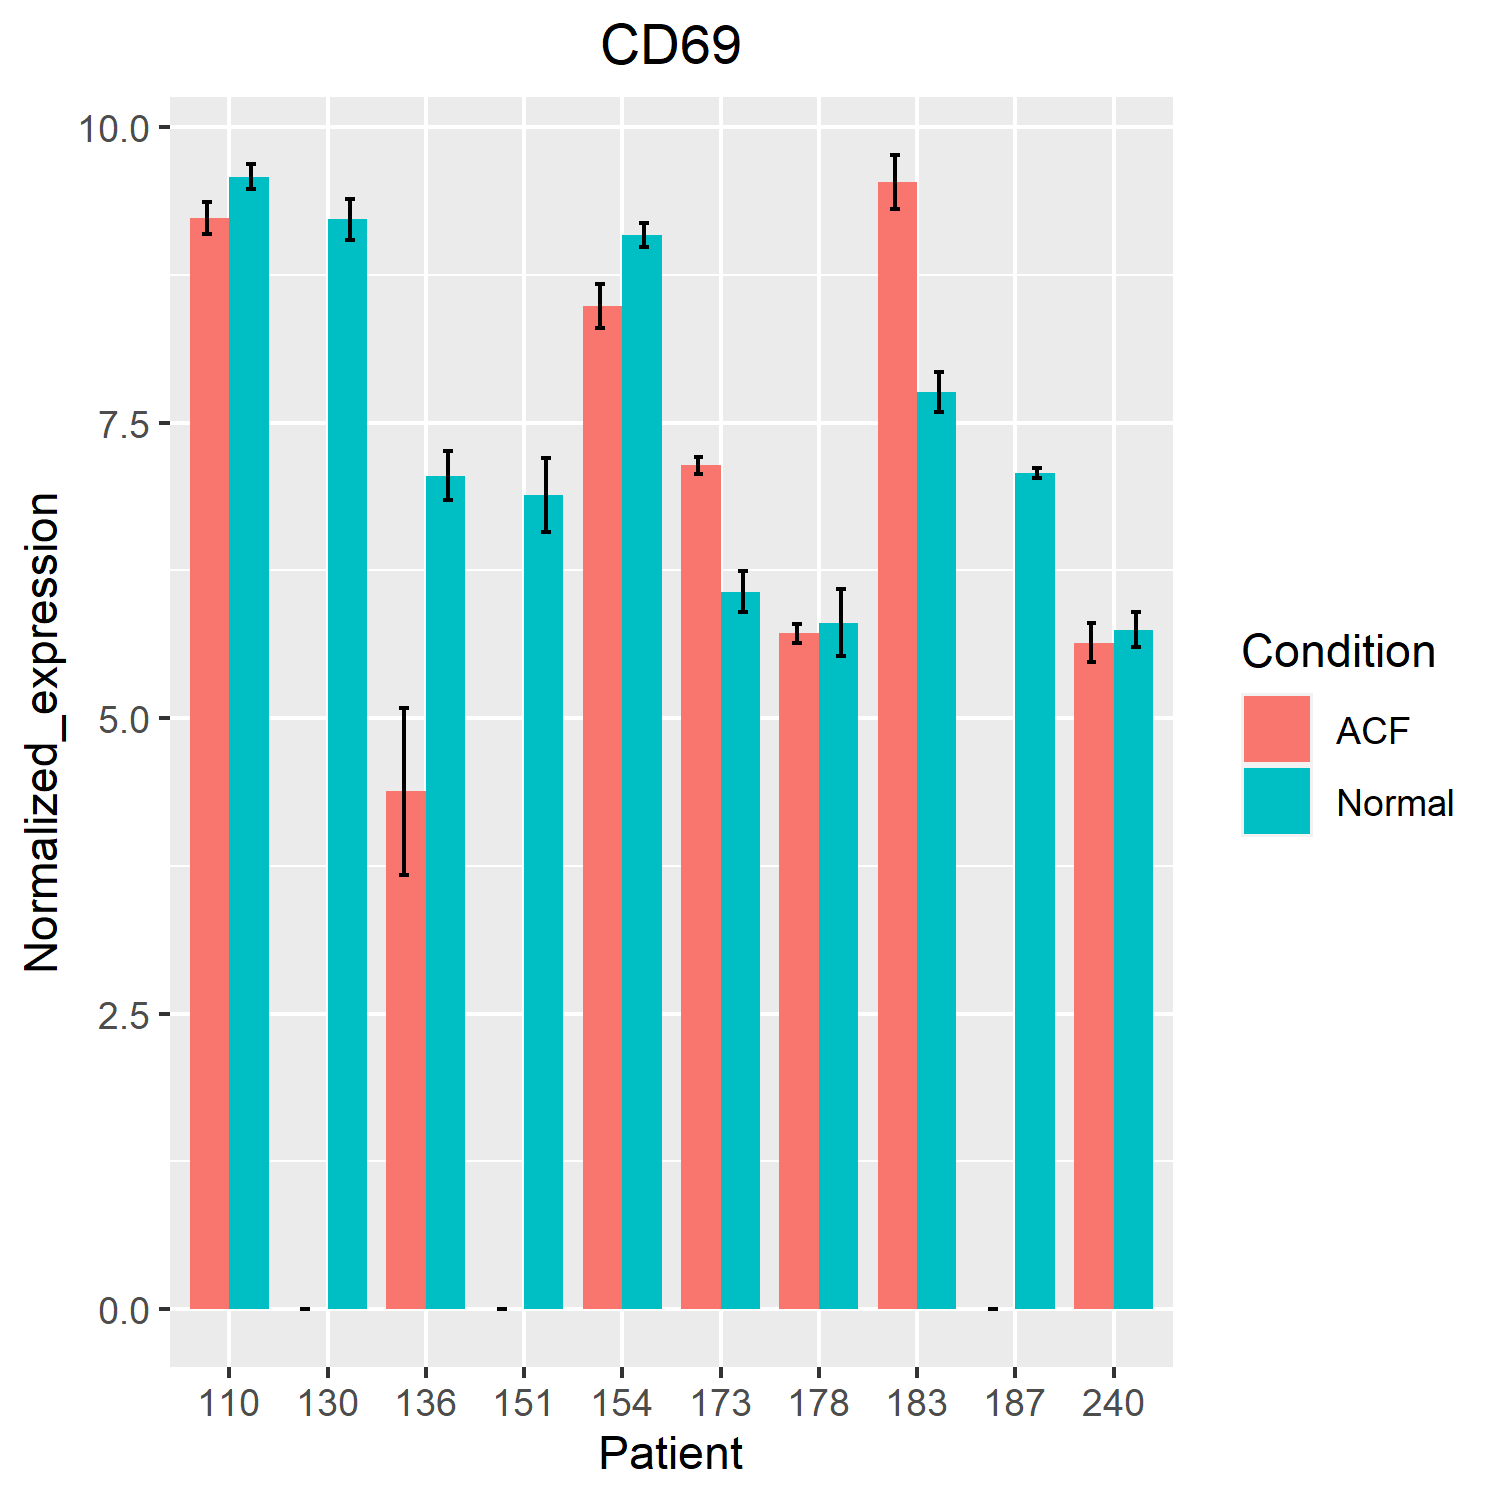 CD69
10.0
7.5
5.0
2.5
0.0
Normalized_expression
110 130 136 151 154 173 178 183 187 240
Patient
Condition
ACF
Normal